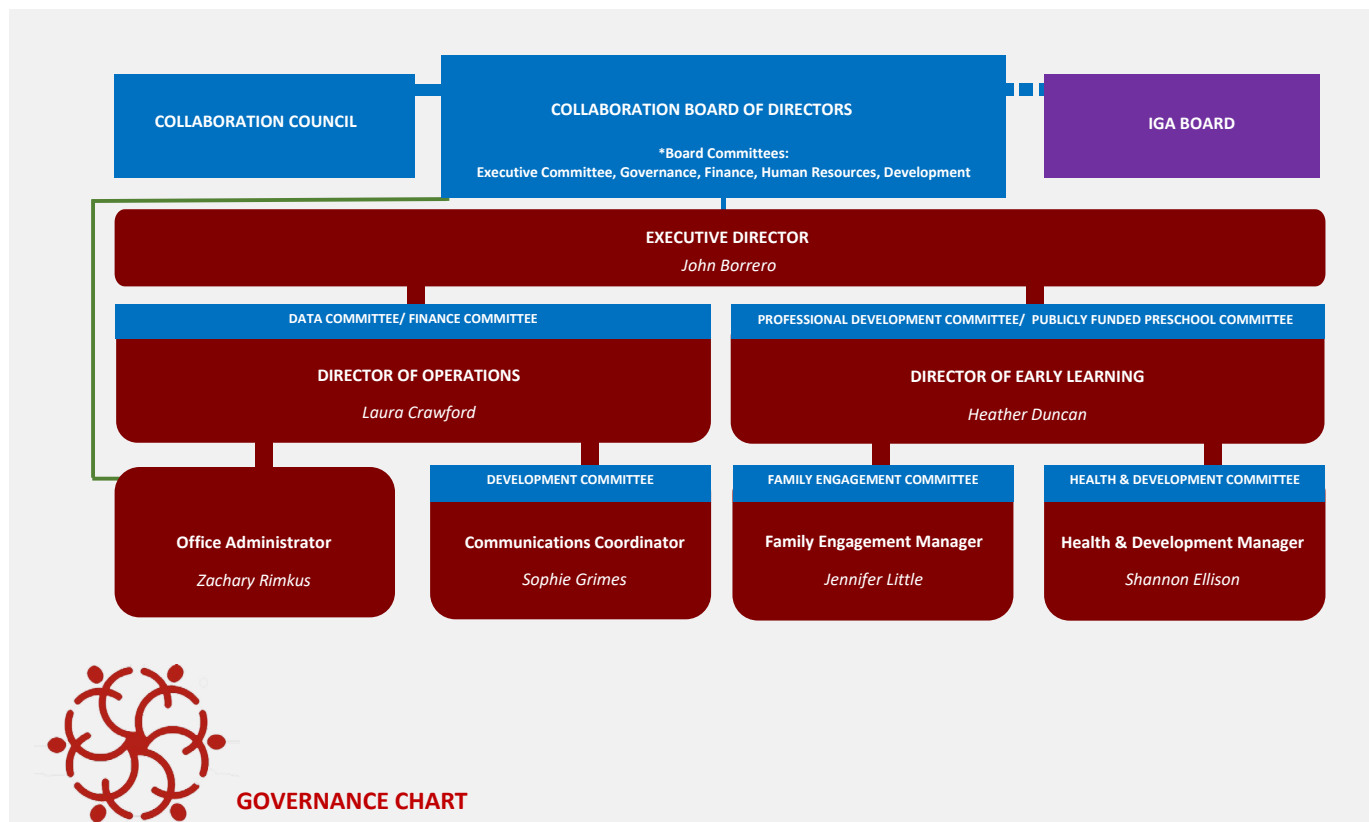 COLLABORATION COUNCIL
COLLABORATION BOARD OF DIRECTORS
*Board Committees:
Executive Committee, Governance, Finance, Human Resources, Development
IGA BOARD
EXECUTIVE DIRECTOR
John Borrero
DATA COMMITTEE/ FINANCE COMMITTEE
DIRECTOR OF OPERATIONS
Laura Crawford
PROFESSIONAL DEVELOPMENT COMMITTEE/ PUBLICLY FUNDED PRESCHOOL COMMITTEE
DIRECTOR OF EARLY LEARNING
Heather Duncan
Office Administrator
Zachary Rimkus
DEVELOPMENT COMMITTEE
Communications Coordinator
Sophie Grimes
FAMILY ENGAGEMENT COMMITTEE
Family Engagement Manager
Jennifer Little
HEALTH & DEVELOPMENT COMMITTEE
Health & Development Manager
Shannon Ellison
GOVERNANCE CHART